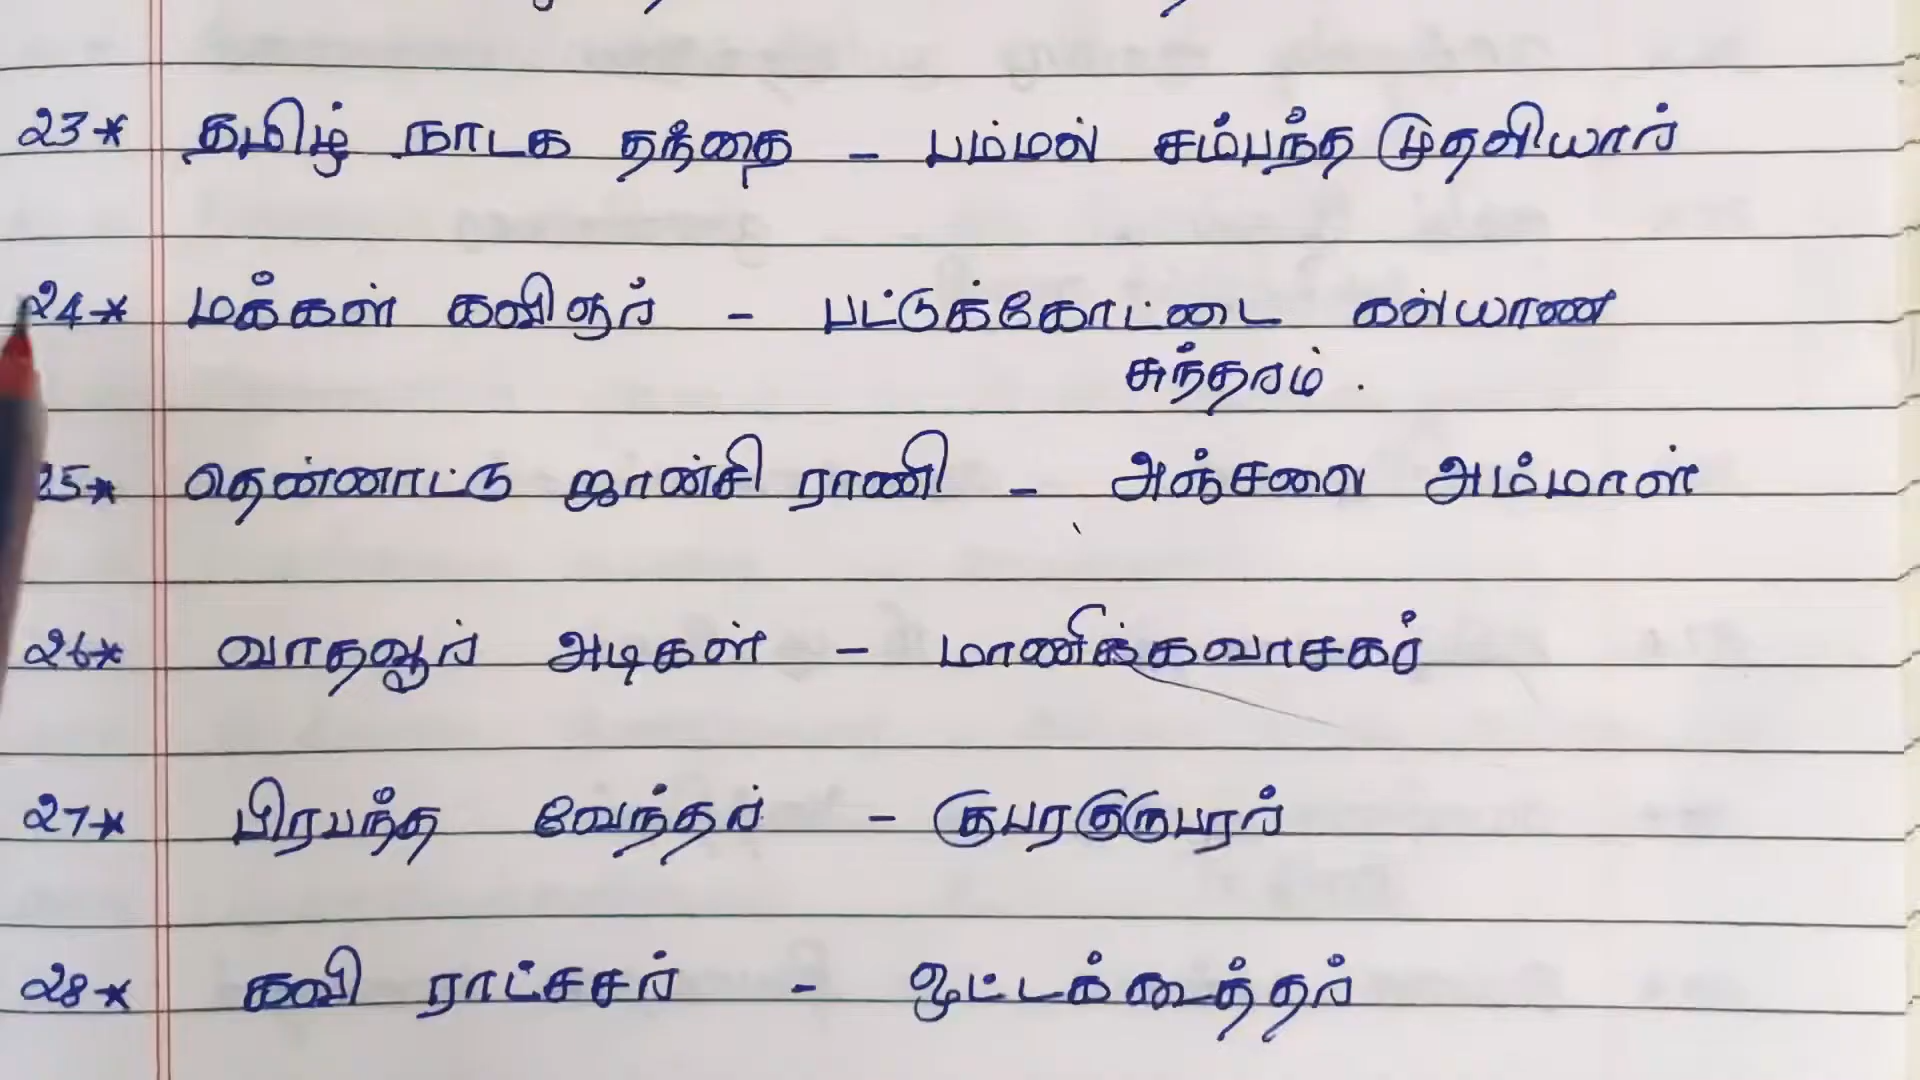 23* தமிழ் நாடக தந்தை - பம்மல் சம்பந்த முதலியார்
24* மக்கள் கவிஞர் - பட்டுக்கோட்டை கல்யாண
சுந்தரம்.
25* தென்னாட்டு ஜான்சி ராணி - அஞ்சலை அம்மாள்
26* வாதவூர் அடிகள் - மாணிக்கவாசகர்
27* பிரபந்த வேந்தர் - குமரகுருபரர்
28* கவி ராட்சசர் - ஒட்டக்கூத்தர்